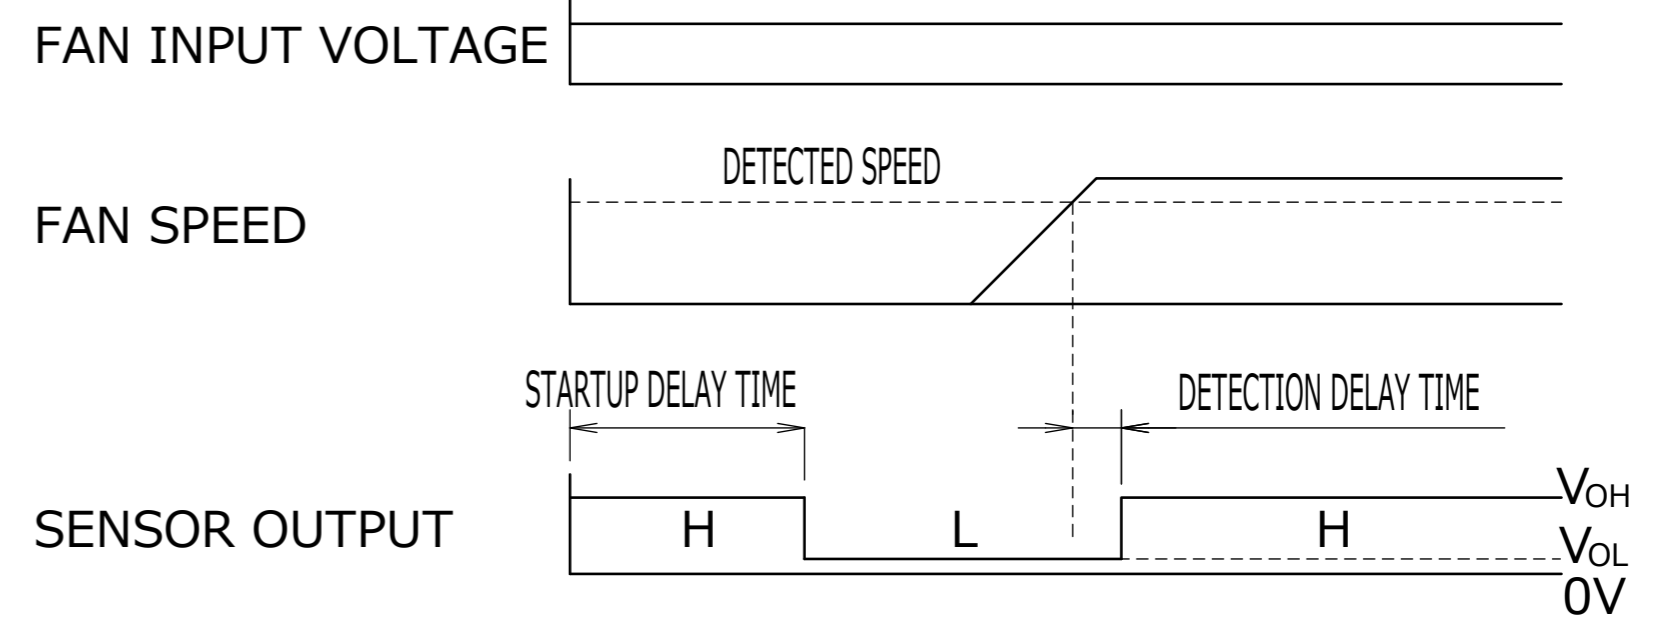 FAN INPUT VOLTAGE
DETECTED SPEED
FAN SPEED
STARTUP DELAY TIME
DETECTION DELAY TIME
SENSOR OUTPUT
H
L
H
VOH
VOL
0V